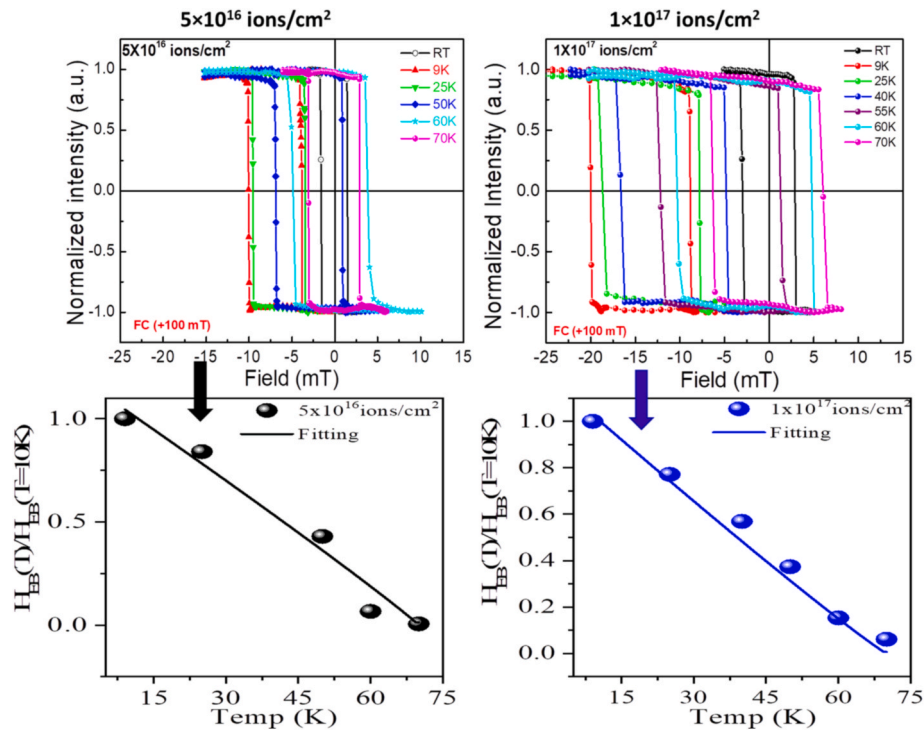 5×10¹⁶ ions/cm²
1×10¹⁷ ions/cm²
5X10¹⁶ ions/cm²
RT
9K
25K
50K
60K
70K
FC (+100 mT)
Normalized Intensity (a.u.)
1.0
0.5
0.0
-0.5
-1.0
-25 -20 -15 -10 -5 0 5 10 15
Field (mT)
1X10¹⁷ ions/cm²
RT
9K
25K
40K
55K
60K
70K
FC (+100 mT)
Normalized intensity (a.u.)
1.0
0.5
0.0
-0.5
-1.0
-25 -20 -15 -10 -5 0 5 10 15
Field (mT)
5x10¹⁶ions/cm²
Fitting
H_EB(T)/H_EB(T=10K)
1.0
0.5
0.0
15 30 45 60 75
Temp (K)
1x10¹⁷ions/cm²
Fitting
H_EB(T)/H_EB(T=10K)
1.0
0.8
0.6
0.4
0.2
0.0
15 30 45 60 75
Temp (K)